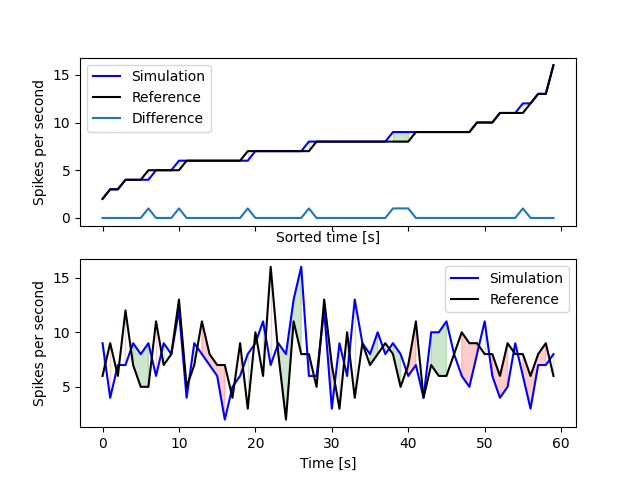 15
10
5
0
Spikes per second
Simulation
Reference
Difference
Sorted time [s]
15
10
5
Spikes per second
Simulation
Reference
0 10 20 30 40 50 60
Time [s]